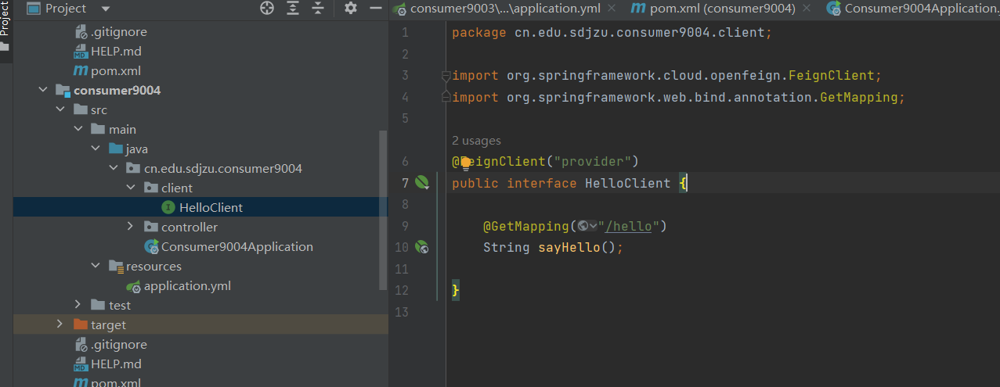 Project
Project
consumer9003\...\application.yml
pom.xml (consumer9004)
Consumer9004Application.
.gitignore
HELP.md
pom.xml
consumer9004
src
main
java
cn.edu.sdjzu.consumer9004
client
HelloClient
controller
Consumer9004Application
resources
application.yml
test
target
.gitignore
HELP.md
pom.xml
1 package cn.edu.sdjzu.consumer9004.client;
2
3 import org.springframework.cloud.openfeign.FeignClient;
4 import org.springframework.web.bind.annotation.GetMapping;
5
2 usages
6 @FeignClient("provider")
7 public interface HelloClient {
8
9 @GetMapping("/hello")
10 String sayHello();
11
12 }
13